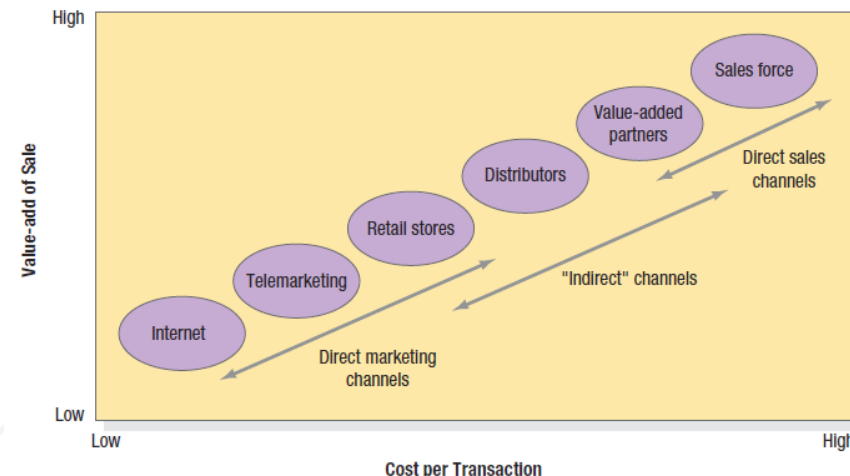 High
Sales force
Value-added
partners
Direct sales
channels
Distributors
Value-add of Sale
Retail stores
"Indirect" channels
Telemarketing
Internet
Direct marketing
channels
Low
Low
High
Cost per Transaction